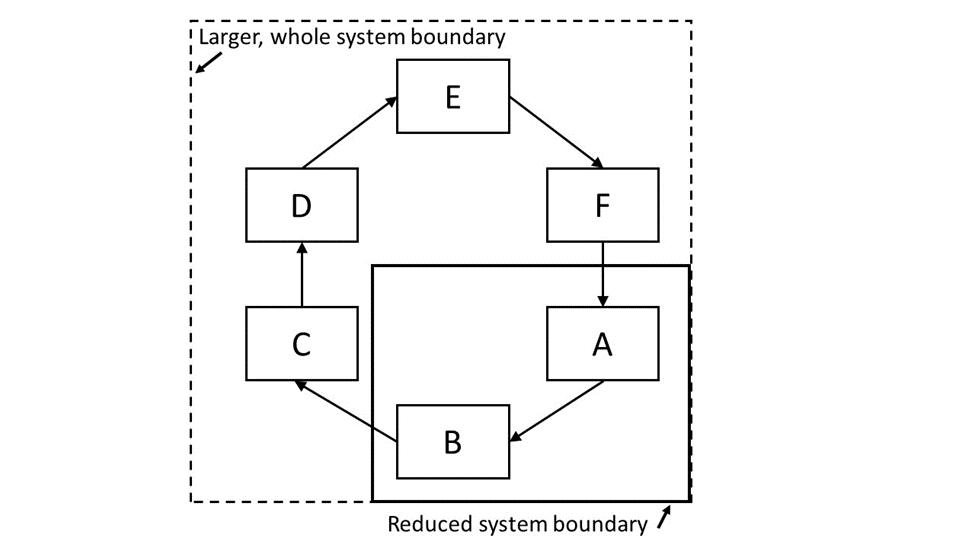 Larger, whole system boundary
E
D
F
C
A
B
Reduced system boundary